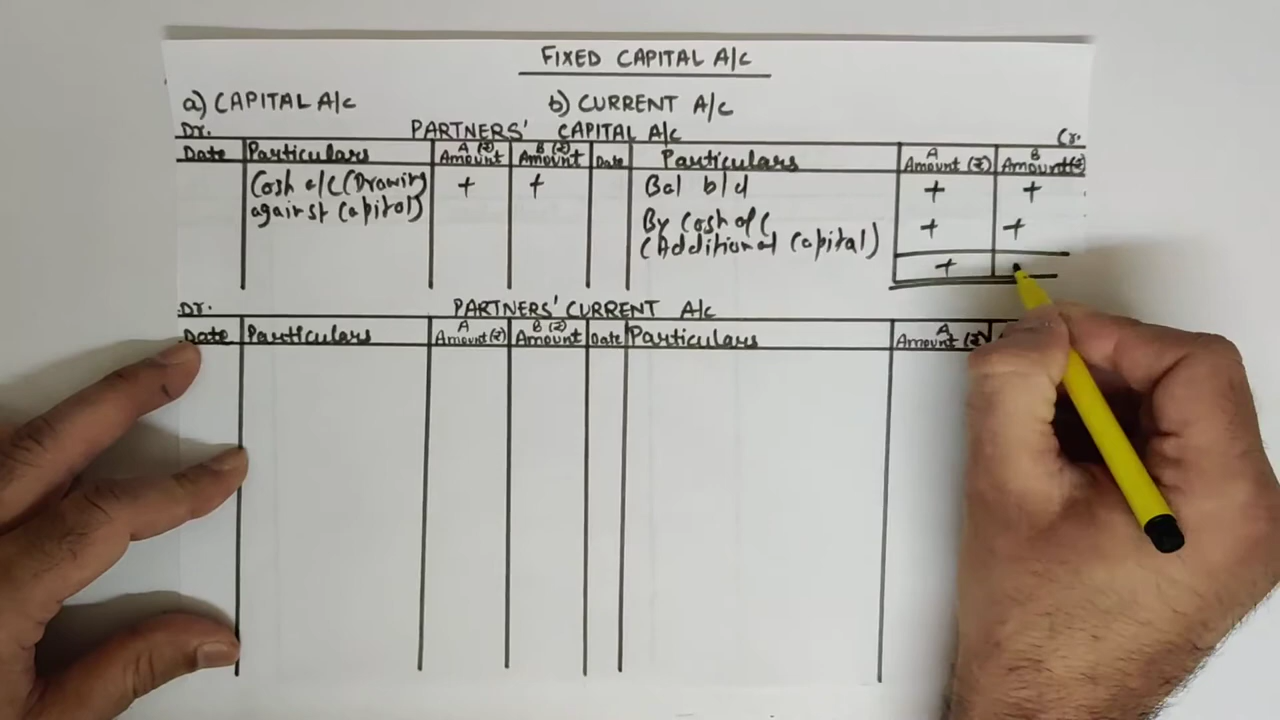 FIXED CAPITAL A/c
a) CAPITAL A/c b) CURRENT A/c
Dr. PARTNERS' CAPITAL A/c Cr.
Date Particulars A (₹) Amount B (₹) Amount Date Particulars A Amount (₹) B Amount (₹)
Cash a/c (Drawing + + Bal b/d + +
against Capital) By Cash a/c + +
(Additional Capital)
+
Dr. PARTNERS' CURRENT A/c
Date Particulars A Amount (₹) B (₹) Amount Date Particulars A Amount (₹)